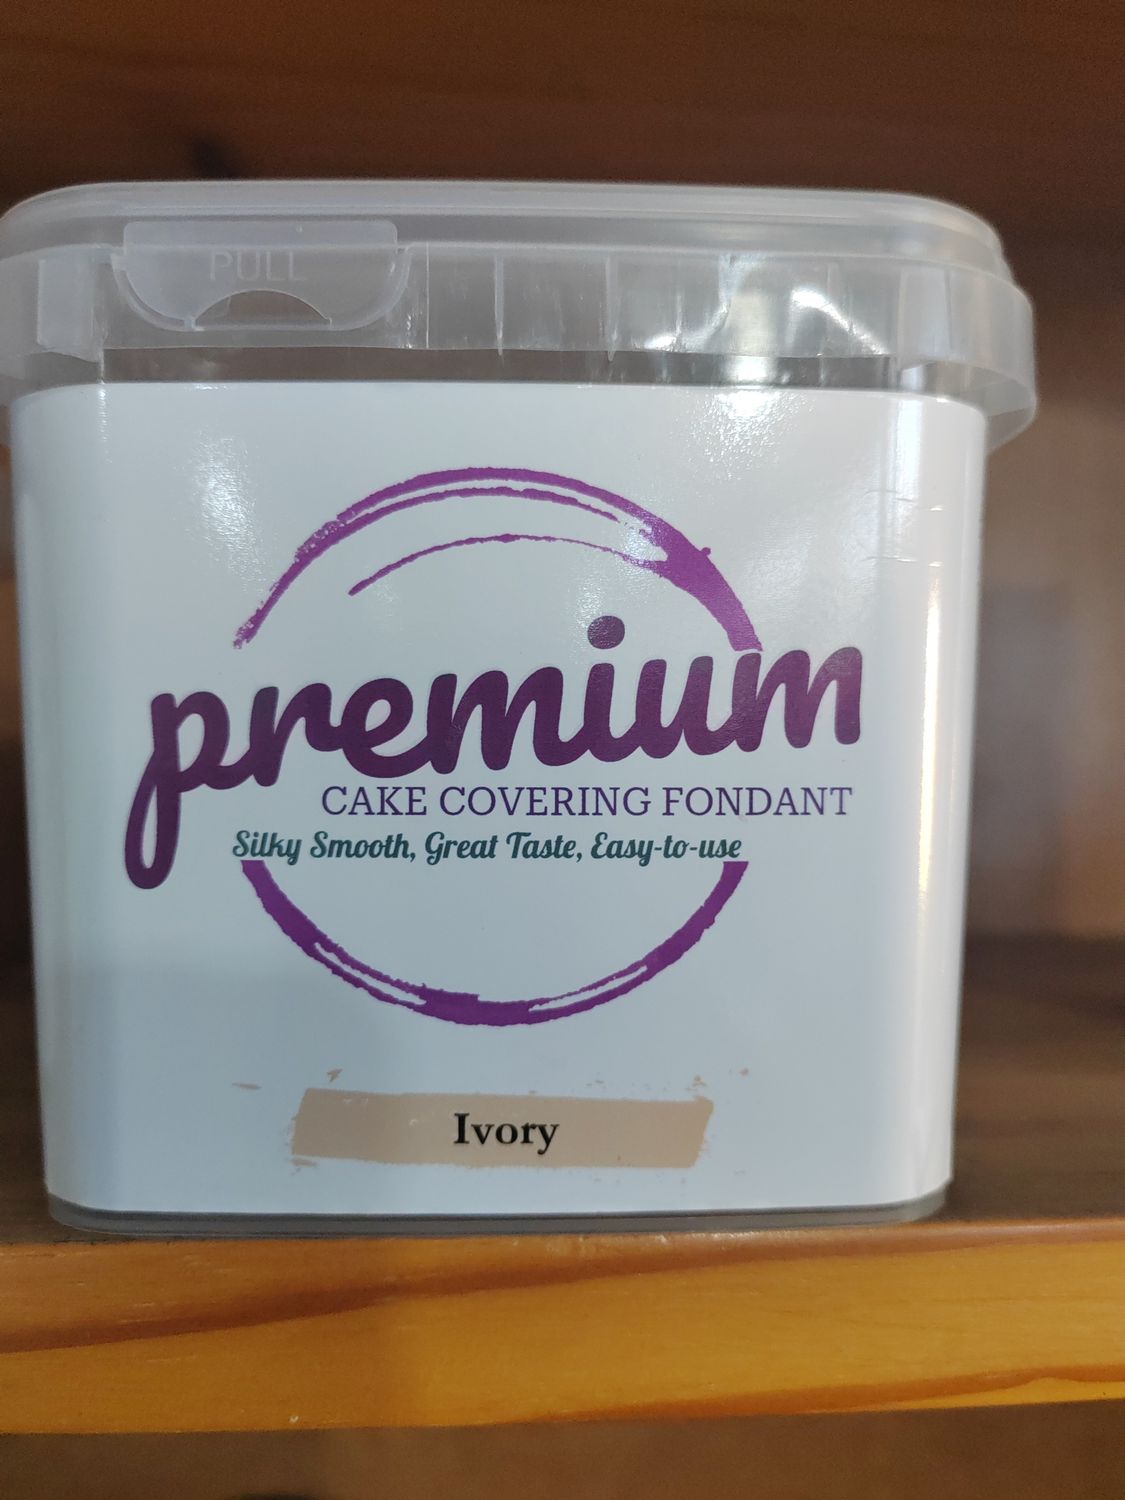 PULL
premium
CAKE COVERING FONDANT
Silky Smooth, Great Taste, Easy-to-use
Ivory